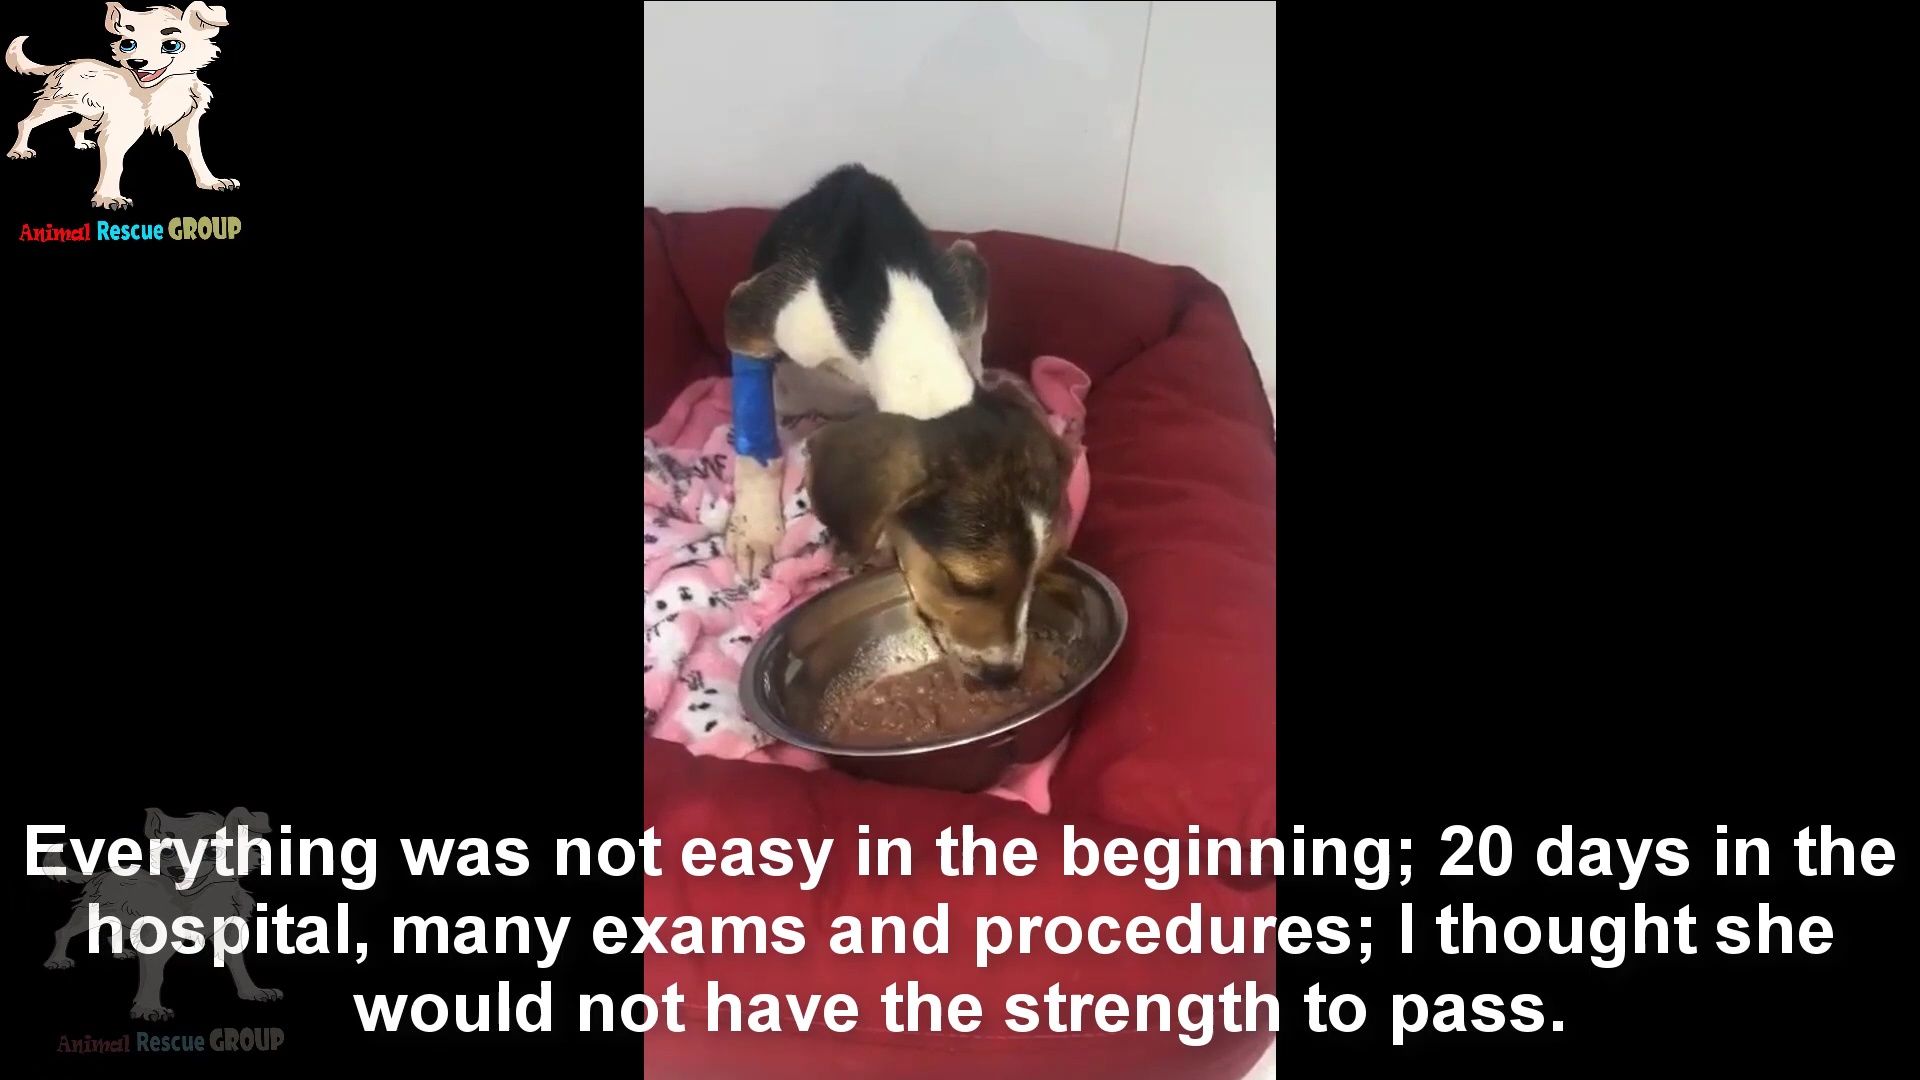 Animal Rescue GROUP
Everything was not easy in the beginning; 20 days in the
hospital, many exams and procedures; I thought she
would not have the strength to pass.
Animal Rescue GROUP